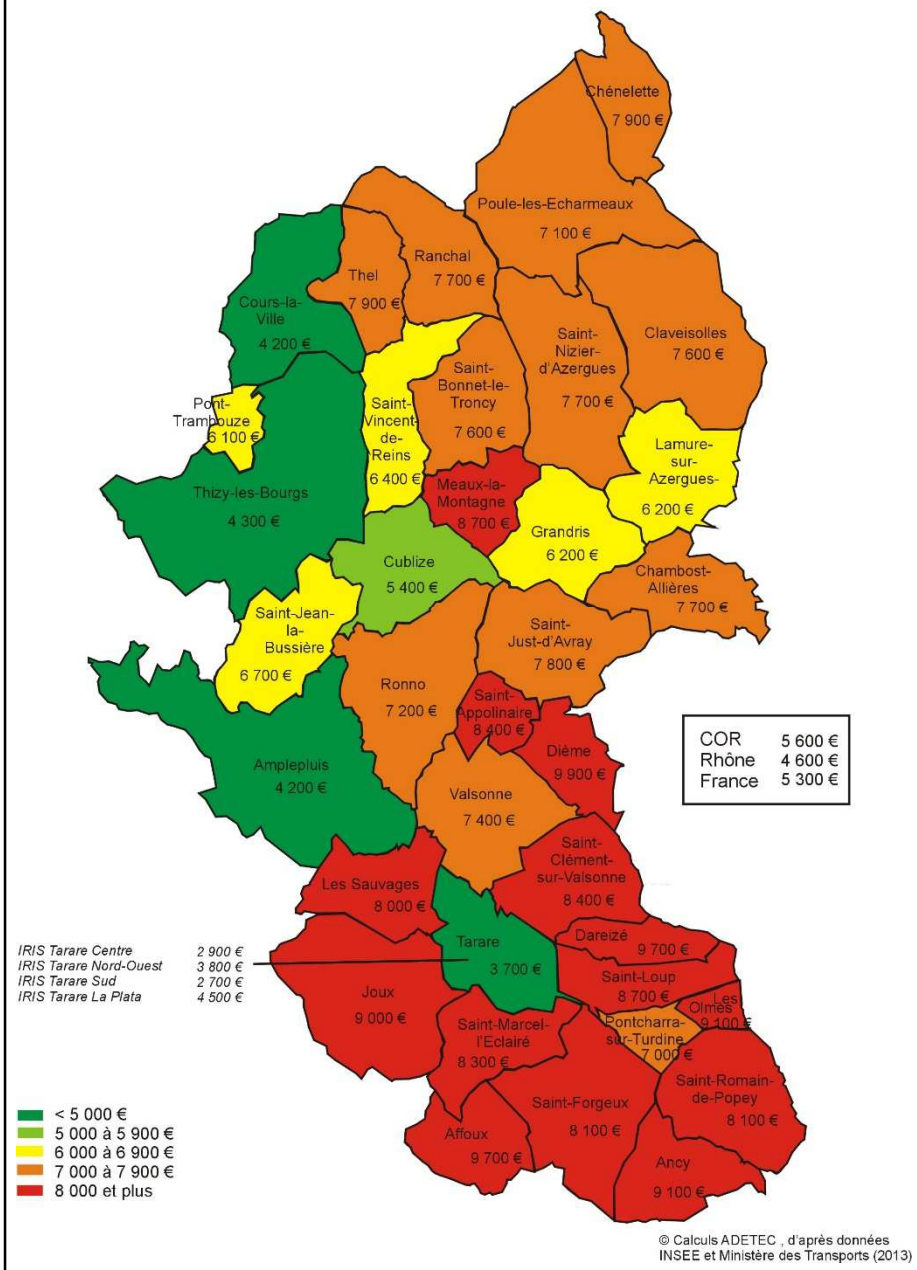 Chénelette
7 900 €
Poule-les-Echarmeaux
7 100 €
Ranchal
7 700 €
Thel
7 900 €
Cours-la-
Ville
4 200 €
Claveisolles
7 600 €
Saint-
Nizier-
d'Azergues
7 700 €
Saint-
Bonnet-le-
Troncy
7 600 €
Pont-
Trambouze
6 100 €
Saint-
Vincent-
de-
Reins
6 400 €
Lamure-
sur-
Azergues-
6 200 €
Meaux-la-
Montagne
8 700 €
Thizy-les-Bourgs
4 300 €
Grandris
6 200 €
Cublize
5 400 €
Chambost-
Allières
7 700 €
Saint-Jean-
la-
Bussière
6 700 €
Saint-
Just-d'Avray
7 800 €
Ronno
7 200 €
Saint-
Appolinaire
8 400 €
Dième
9 900 €
COR 5 600 €
Rhône 4 600 €
France 5 300 €
Amplepluis
4 200 €
Valsonne
7 400 €
Saint-
Clément-
sur-Valsonne
8 400 €
Les Sauvages
8 000 €
Tarare
3 700 €
Dareizé
9 700 €
IRIS Tarare Centre 2 900 €
IRIS Tarare Nord-Ouest 3 800 €
IRIS Tarare Sud 2 700 €
IRIS Tarare La Plata 4 500 €
Saint-Loup
8 700 €
Joux
9 000 €
Les
Olmes
9 100 €
Saint-Marcel-
l'Eclairé
8 300 €
Pontcharra-
sur-Turdine
7 000 €
Saint-Romain-
de-Popey
8 100 €
Saint-Forgeux
8 100 €
Affoux
9 700 €
Ancy
9 100 €
< 5 000 €
5 000 à 5 900 €
6 000 à 6 900 €
7 000 à 7 900 €
8 000 et plus
© Calculs ADETEC , d'après données
INSEE et Ministère des Transports (2013)